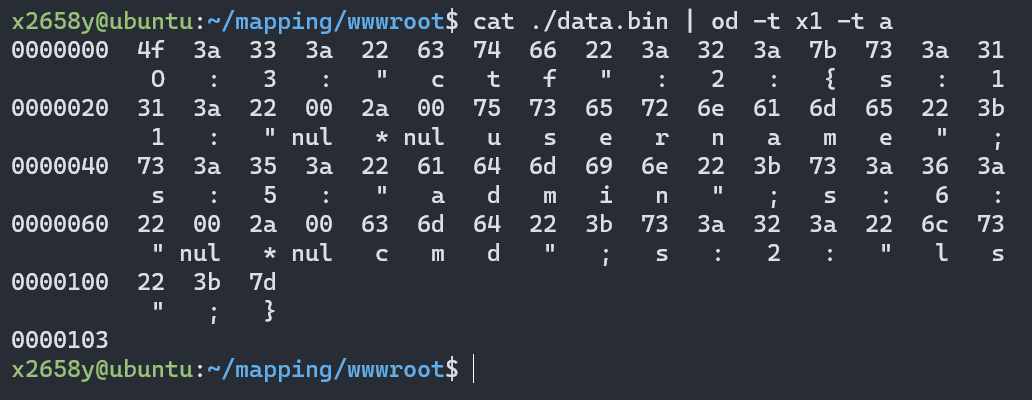 x2658y@ubuntu:~/mapping/wwwroot$ cat ./data.bin | od -t x1 -t a
0000000  4f  3a  33  3a  22  63  74  66  22  3a  32  3a  7b  73  3a  31
          O   :   3   :   "   c   t   f   "   :   2   :   {   s   :   1
0000020  31  3a  22  00  2a  00  75  73  65  72  6e  61  6d  65  22  3b
          1   :   " nul   * nul   u   s   e   r   n   a   m   e   "   ;
0000040  73  3a  35  3a  22  61  64  6d  69  6e  22  3b  73  3a  36  3a
          s   :   5   :   "   a   d   m   i   n   "   ;   s   :   6   :
0000060  22  00  2a  00  63  6d  64  22  3b  73  3a  32  3a  22  6c  73
          " nul   * nul   c   m   d   "   ;   s   :   2   :   "   l   s
0000100  22  3b  7d
          "   ;   }
0000103
x2658y@ubuntu:~/mapping/wwwroot$